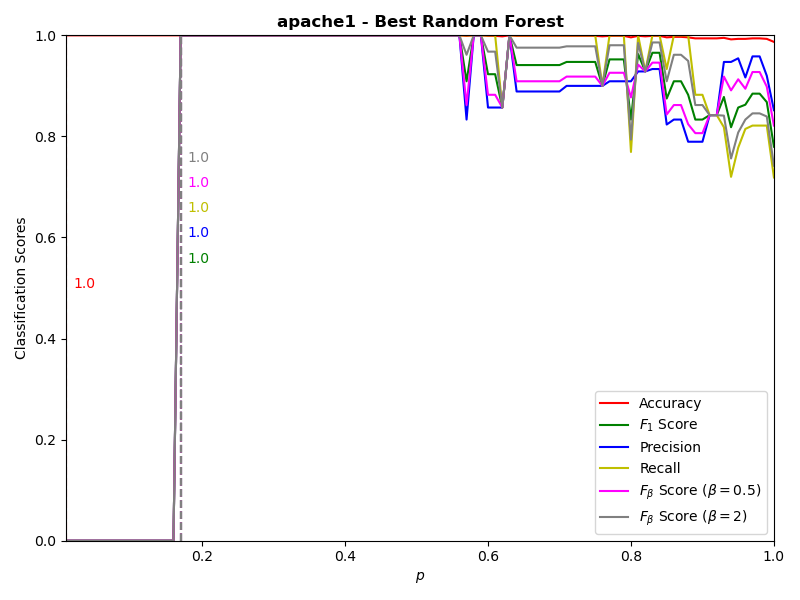 apache1 - Best Random Forest
1.0
0.8
0.6
0.4
0.2
0.0
Classification Scores
1.0
1.0
1.0
1.0
1.0
1.0
Accuracy
F1 Score
Precision
Recall
Fβ Score (β = 0.5)
Fβ Score (β = 2)
0.2
0.4
0.6
0.8
1.0
p